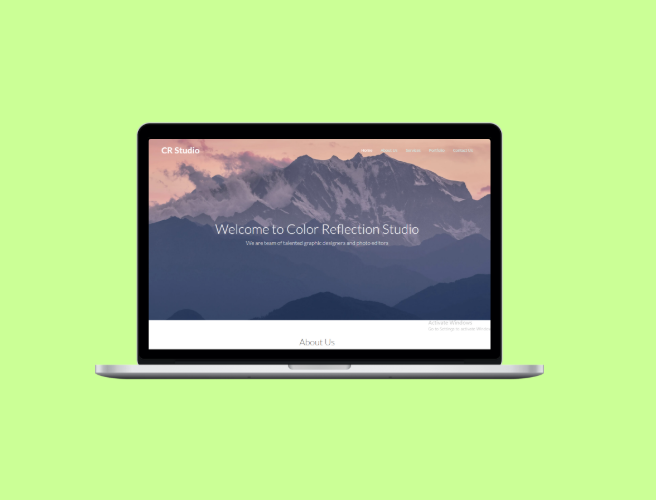 CR Studio
Home About Us Services Portfolio Contact Us
Welcome to Color Reflection Studio
We are team of talented graphic designers and photo editors
Activate Windows
Go to Settings to activate Windows
About Us